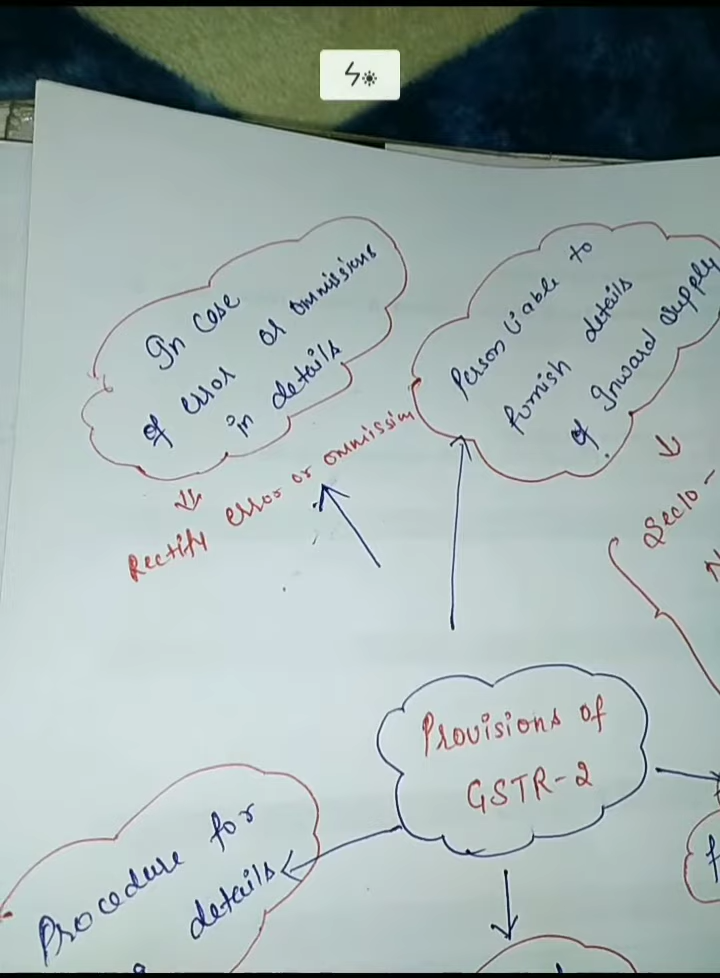 In case
of error or ommissions
in details
Rectify error or ommission
Person liable to
furnish details
of Inward supply
Provisions of
GSTR-2
Procedure for
details